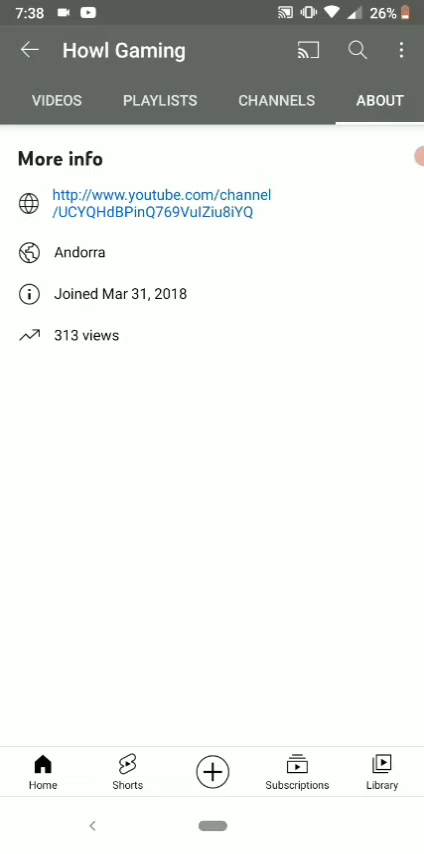 7:38
26%
Howl Gaming
VIDEOS PLAYLISTS CHANNELS ABOUT
More info
http://www.youtube.com/channel
/UCYQHdBPinQ769VuIZiu8iYQ
Andorra
Joined Mar 31, 2018
313 views
Home Shorts Subscriptions Library